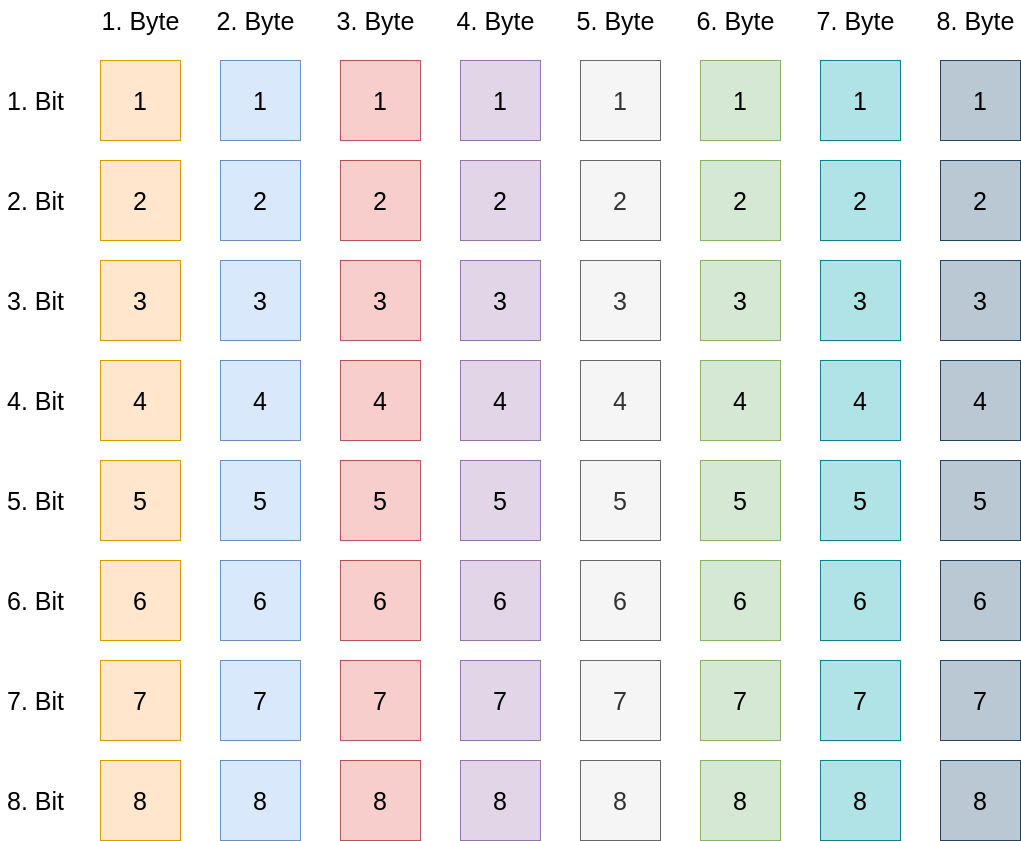 1. Byte 2. Byte 3. Byte 4. Byte 5. Byte 6. Byte 7. Byte 8. Byte
1. Bit 1 1 1 1 1 1 1 1
2. Bit 2 2 2 2 2 2 2 2
3. Bit 3 3 3 3 3 3 3 3
4. Bit 4 4 4 4 4 4 4 4
5. Bit 5 5 5 5 5 5 5 5
6. Bit 6 6 6 6 6 6 6 6
7. Bit 7 7 7 7 7 7 7 7
8. Bit 8 8 8 8 8 8 8 8